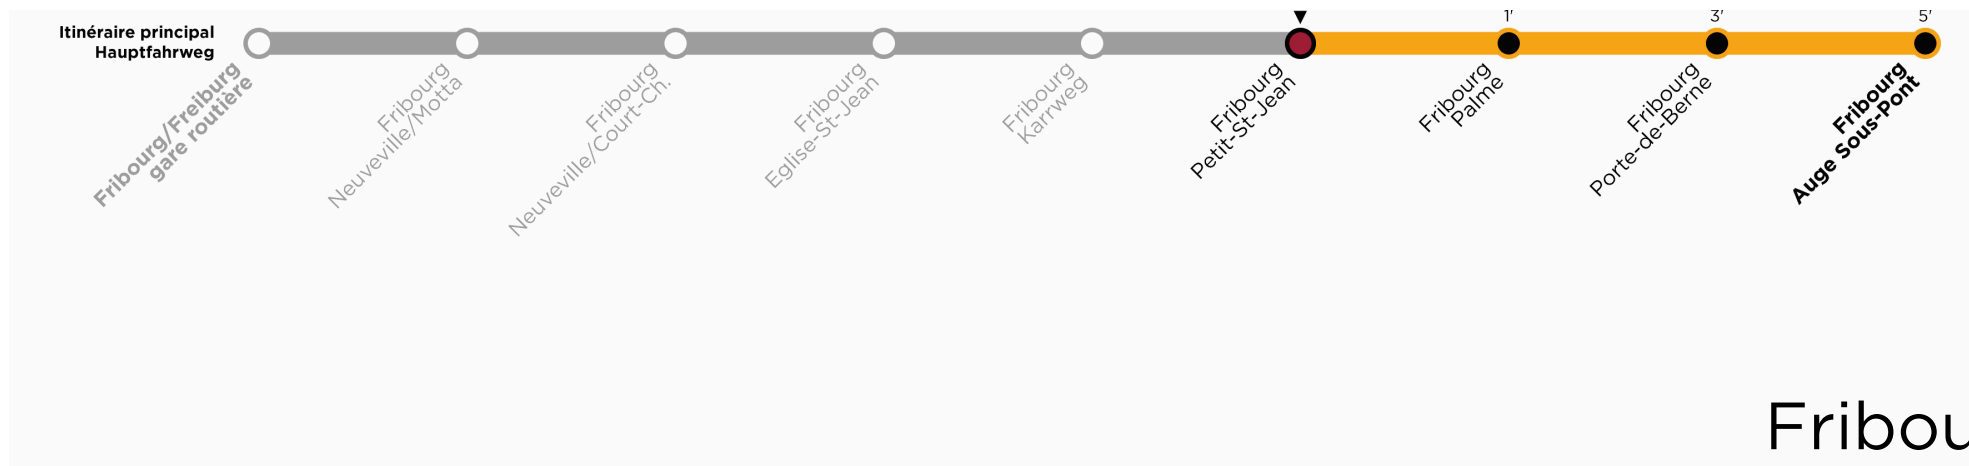 Itinéraire principal
Hauptfahrweg
▼
1'
3'
5'
Fribourg/Freiburg
gare routière
Fribourg
Neuveville/Motta
Fribourg
Neuveville/Court-Ch.
Fribourg
Eglise-St-Jean
Fribourg
Karrweg
Fribourg
Petit-St-Jean
Fribourg
Palme
Fribourg
Porte-de-Berne
Fribourg
Auge Sous-Pont